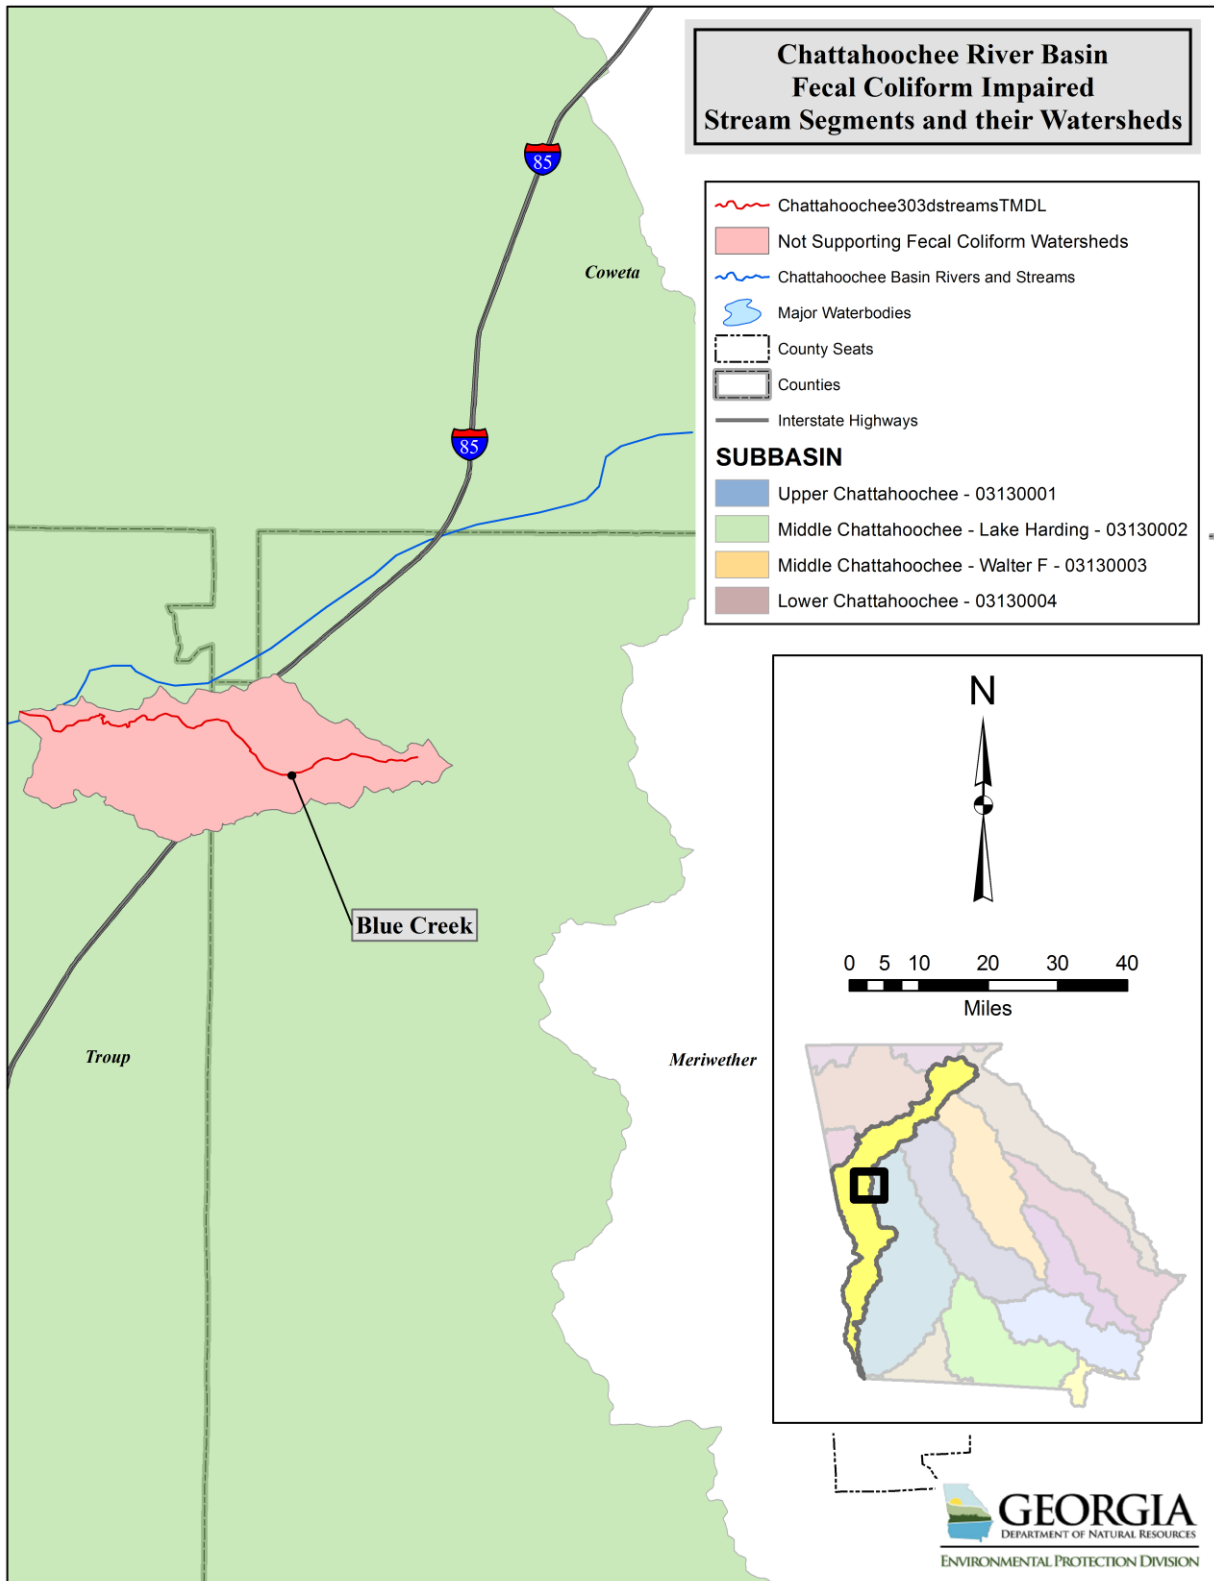 Chattahoochee River Basin
Fecal Coliform Impaired
Stream Segments and their Watersheds
85
Chattahoochee303dstreamsTMDL
Not Supporting Fecal Coliform Watersheds
Coweta
Chattahoochee Basin Rivers and Streams
Major Waterbodies
County Seats
Counties
Interstate Highways
85
SUBBASIN
Upper Chattahoochee - 03130001
Middle Chattahoochee - Lake Harding - 03130002
Middle Chattahoochee - Walter F - 03130003
Lower Chattahoochee - 03130004
N
Blue Creek
0 5 10 20 30 40
Miles
Troup
Meriwether
GEORGIA
DEPARTMENT OF NATURAL RESOURCES
ENVIRONMENTAL PROTECTION DIVISION